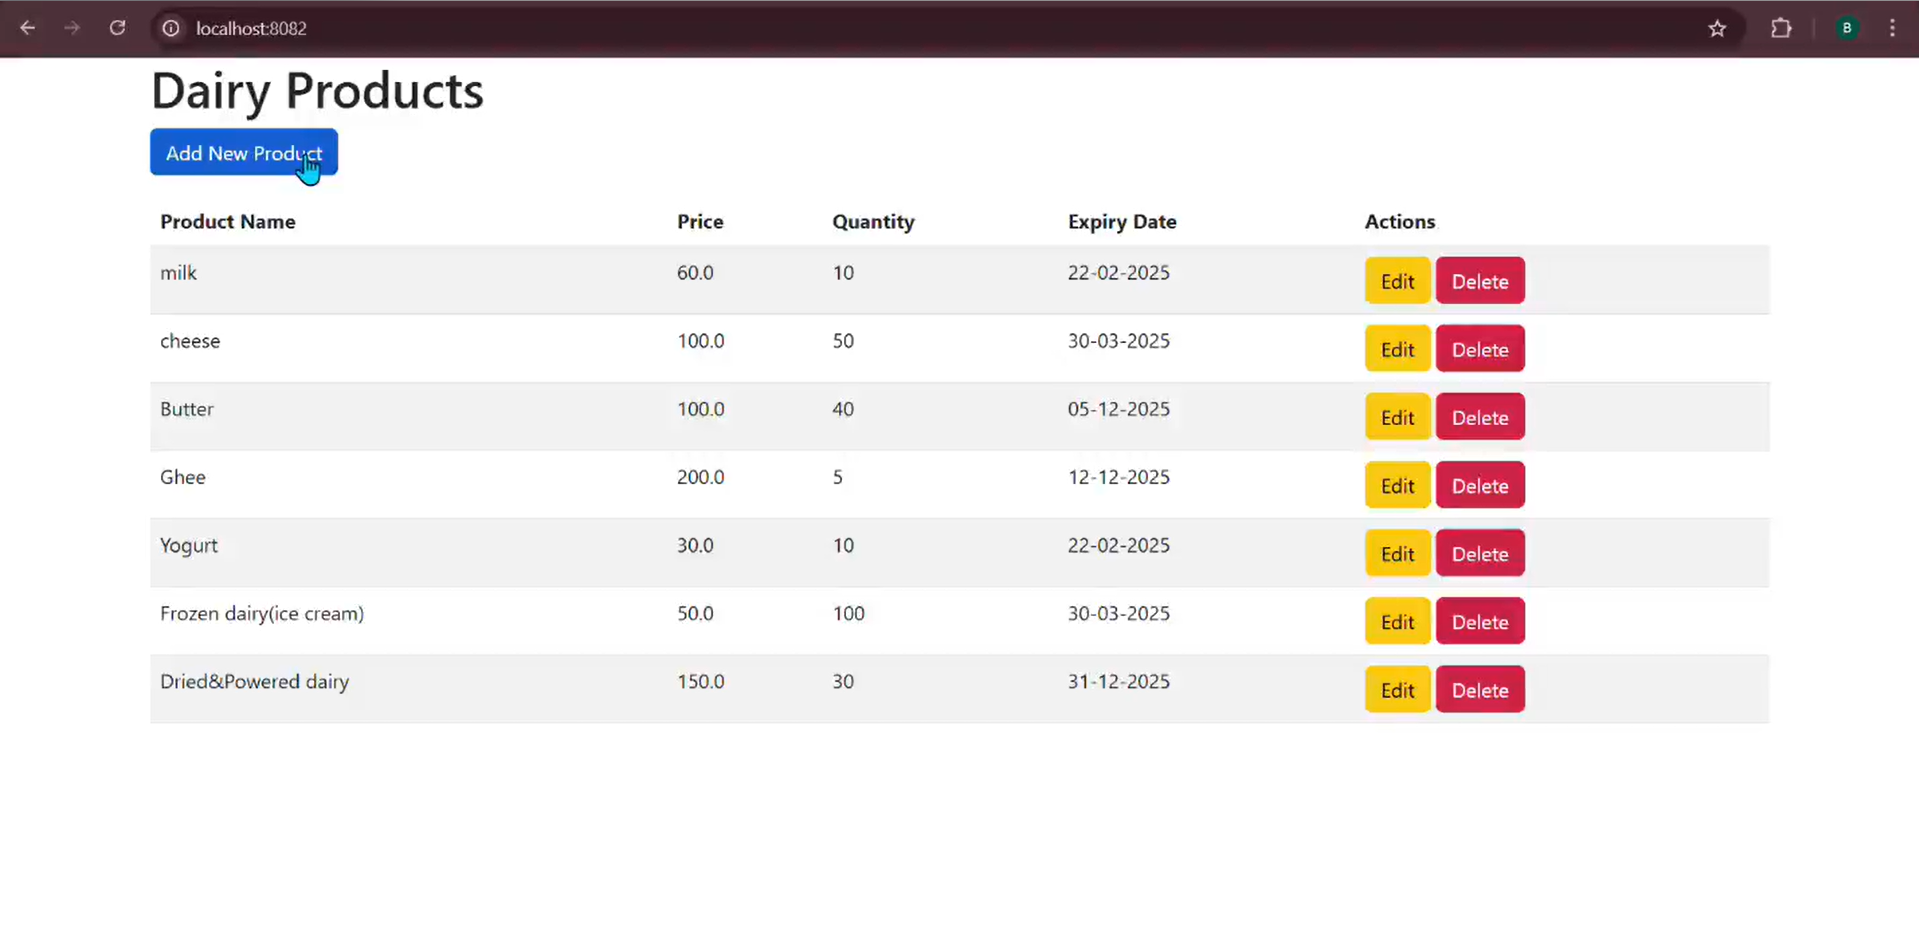 localhost:8082
B
Dairy Products
Add New Product
Product Name Price Quantity Expiry Date Actions
milk 60.0 10 22-02-2025 Edit Delete
cheese 100.0 50 30-03-2025 Edit Delete
Butter 100.0 40 05-12-2025 Edit Delete
Ghee 200.0 5 12-12-2025 Edit Delete
Yogurt 30.0 10 22-02-2025 Edit Delete
Frozen dairy(ice cream) 50.0 100 30-03-2025 Edit Delete
Dried&Powered dairy 150.0 30 31-12-2025 Edit Delete